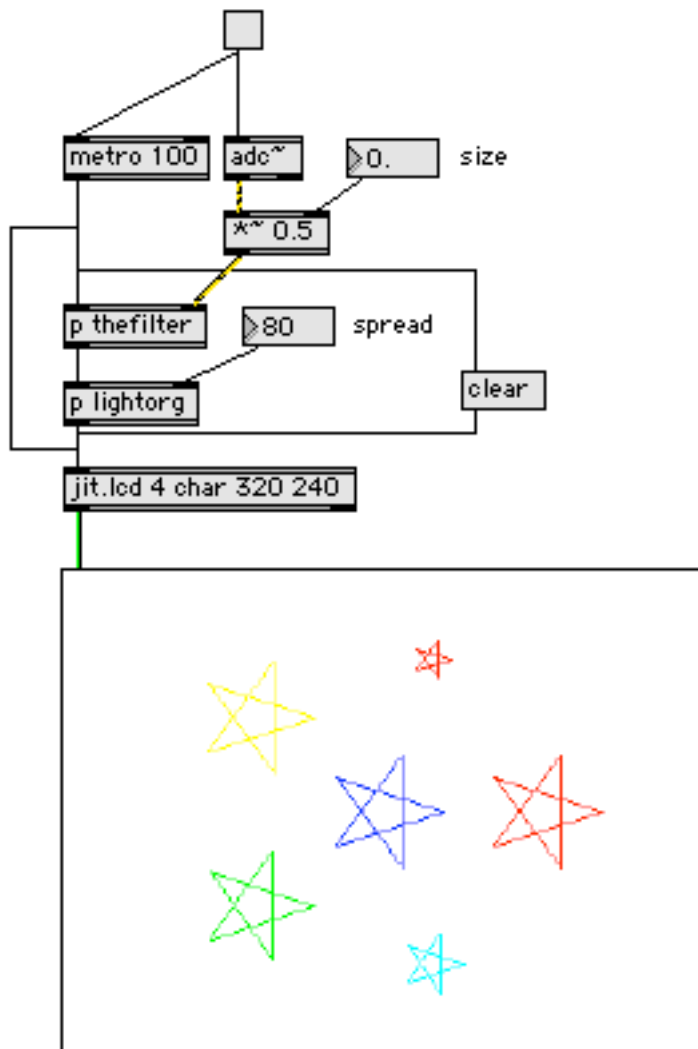 metro 100
adc~
0.
size
*~ 0.5
p thefilter
80
spread
p lightorg
clear
jit.lcd 4 char 320 240